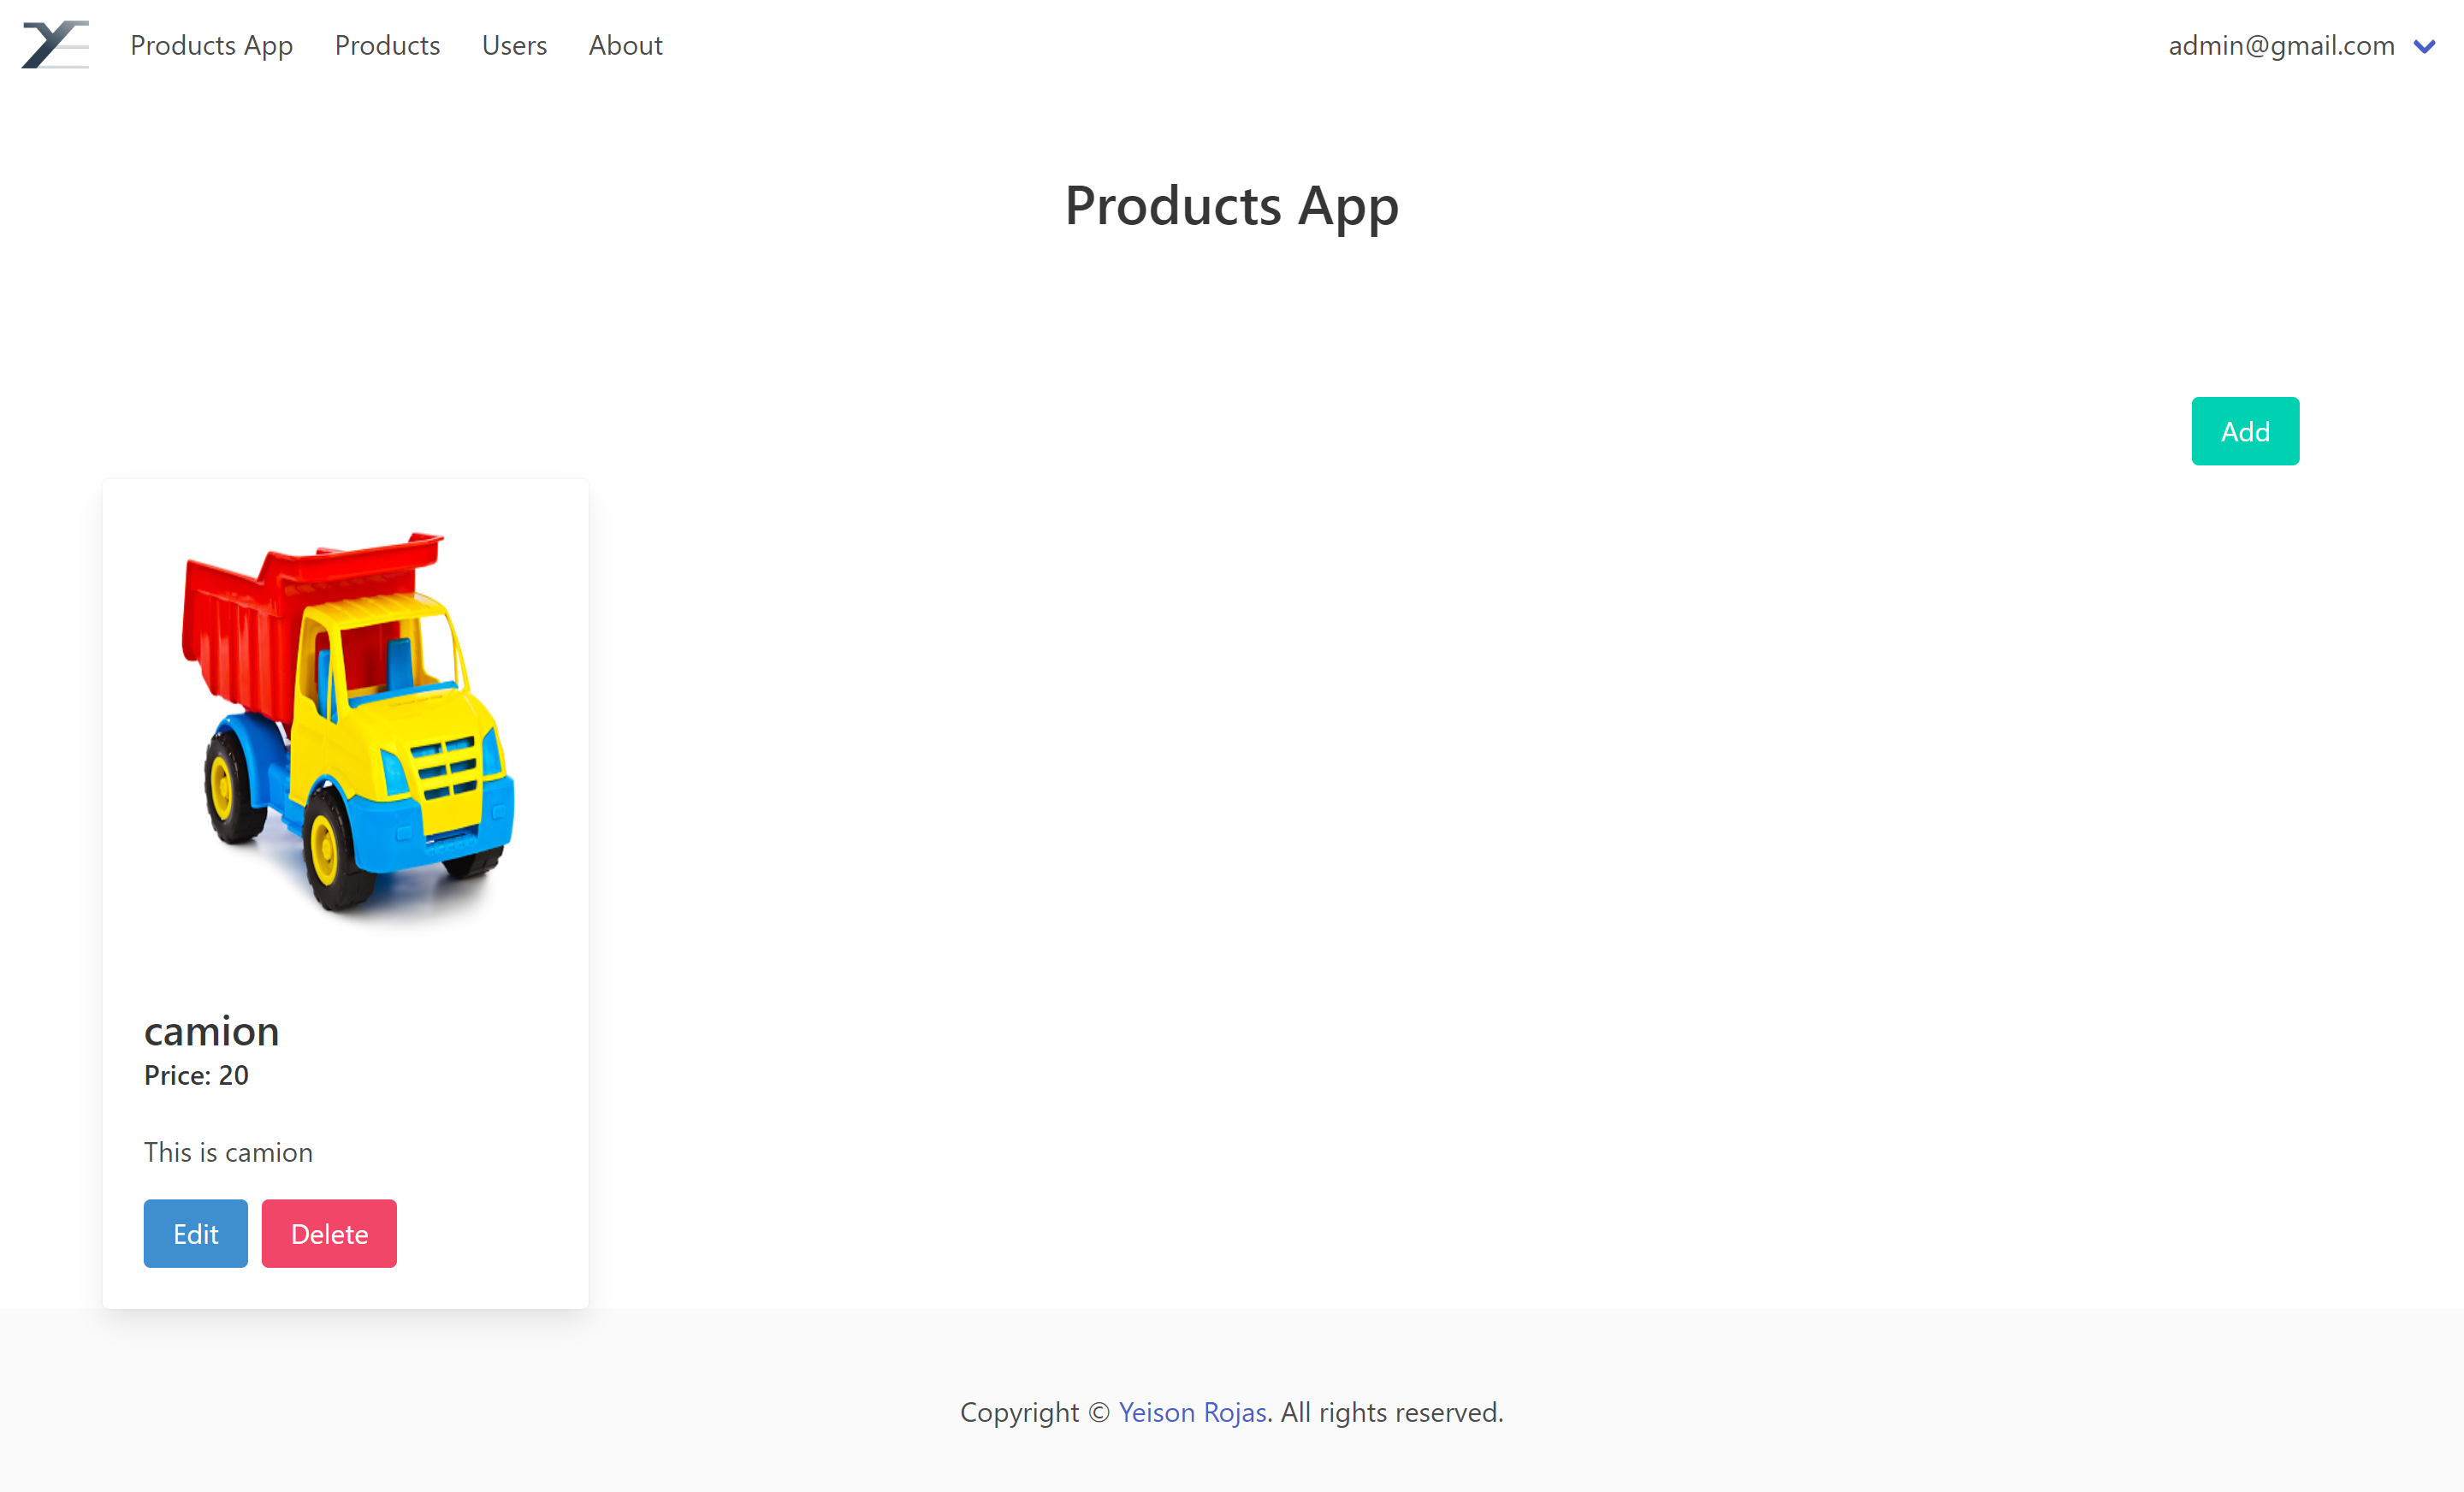 Products App Products Users About admin@gmail.com
Products App
Add
camion
Price: 20
This is camion
Edit Delete
Copyright © Yeison Rojas. All rights reserved.